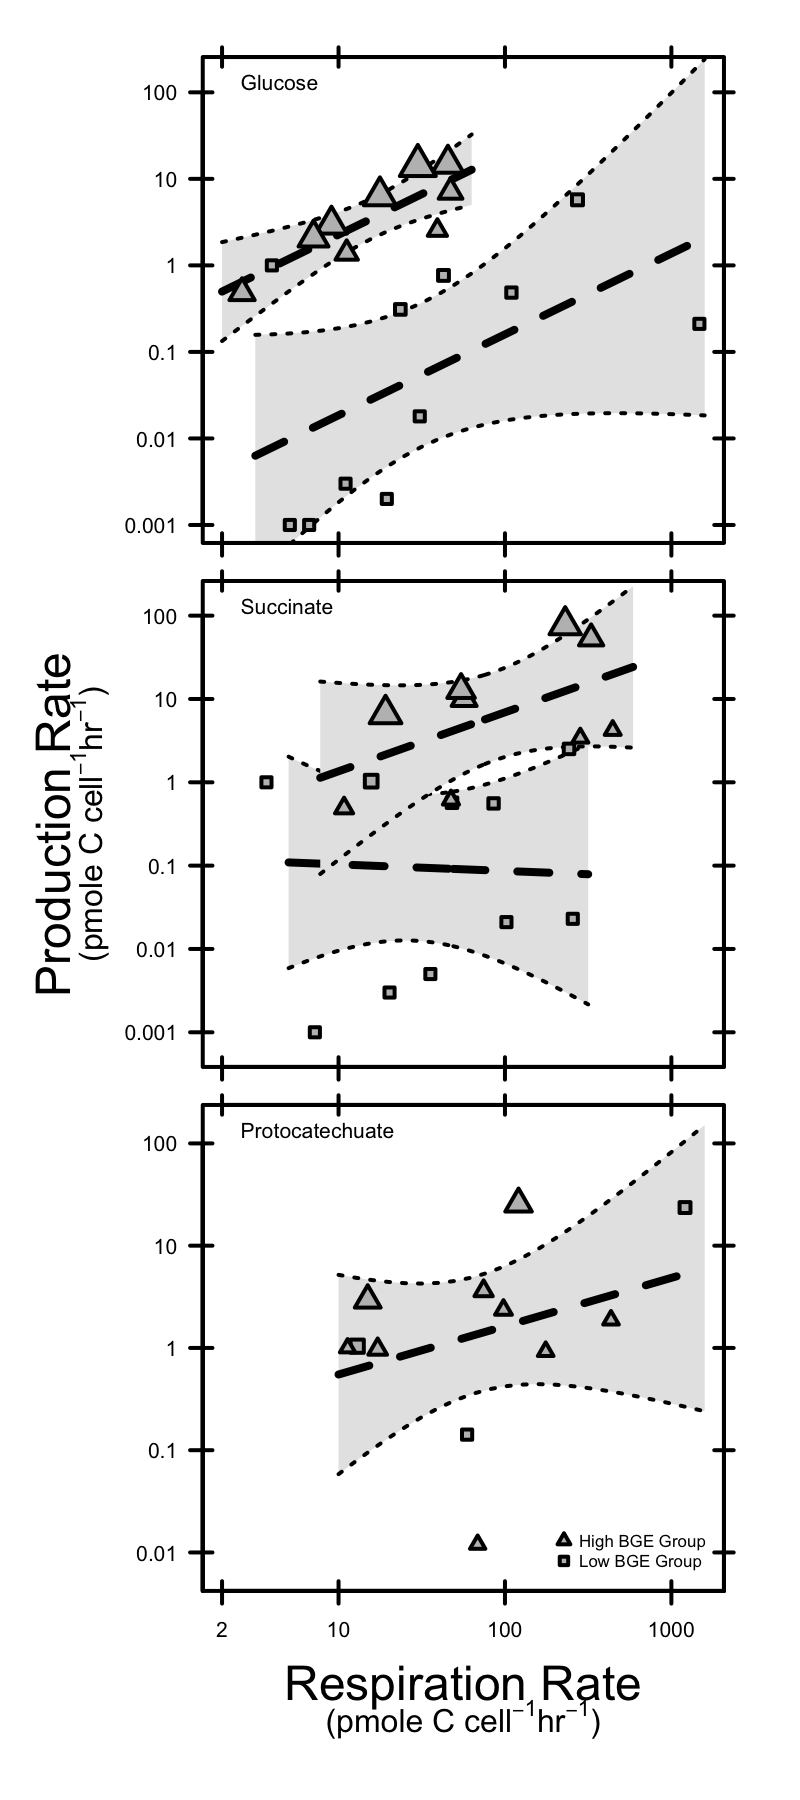 Glucose
100
10
1
0.1
0.01
0.001
Succinate
100
10
1
0.1
0.01
0.001
Protocatechuate
100
10
1
0.1
0.01
High BGE Group
Low BGE Group
2 10 100 1000
Production Rate
(pmole C cell⁻¹hr⁻¹)
Respiration Rate
(pmole C cell⁻¹hr⁻¹)